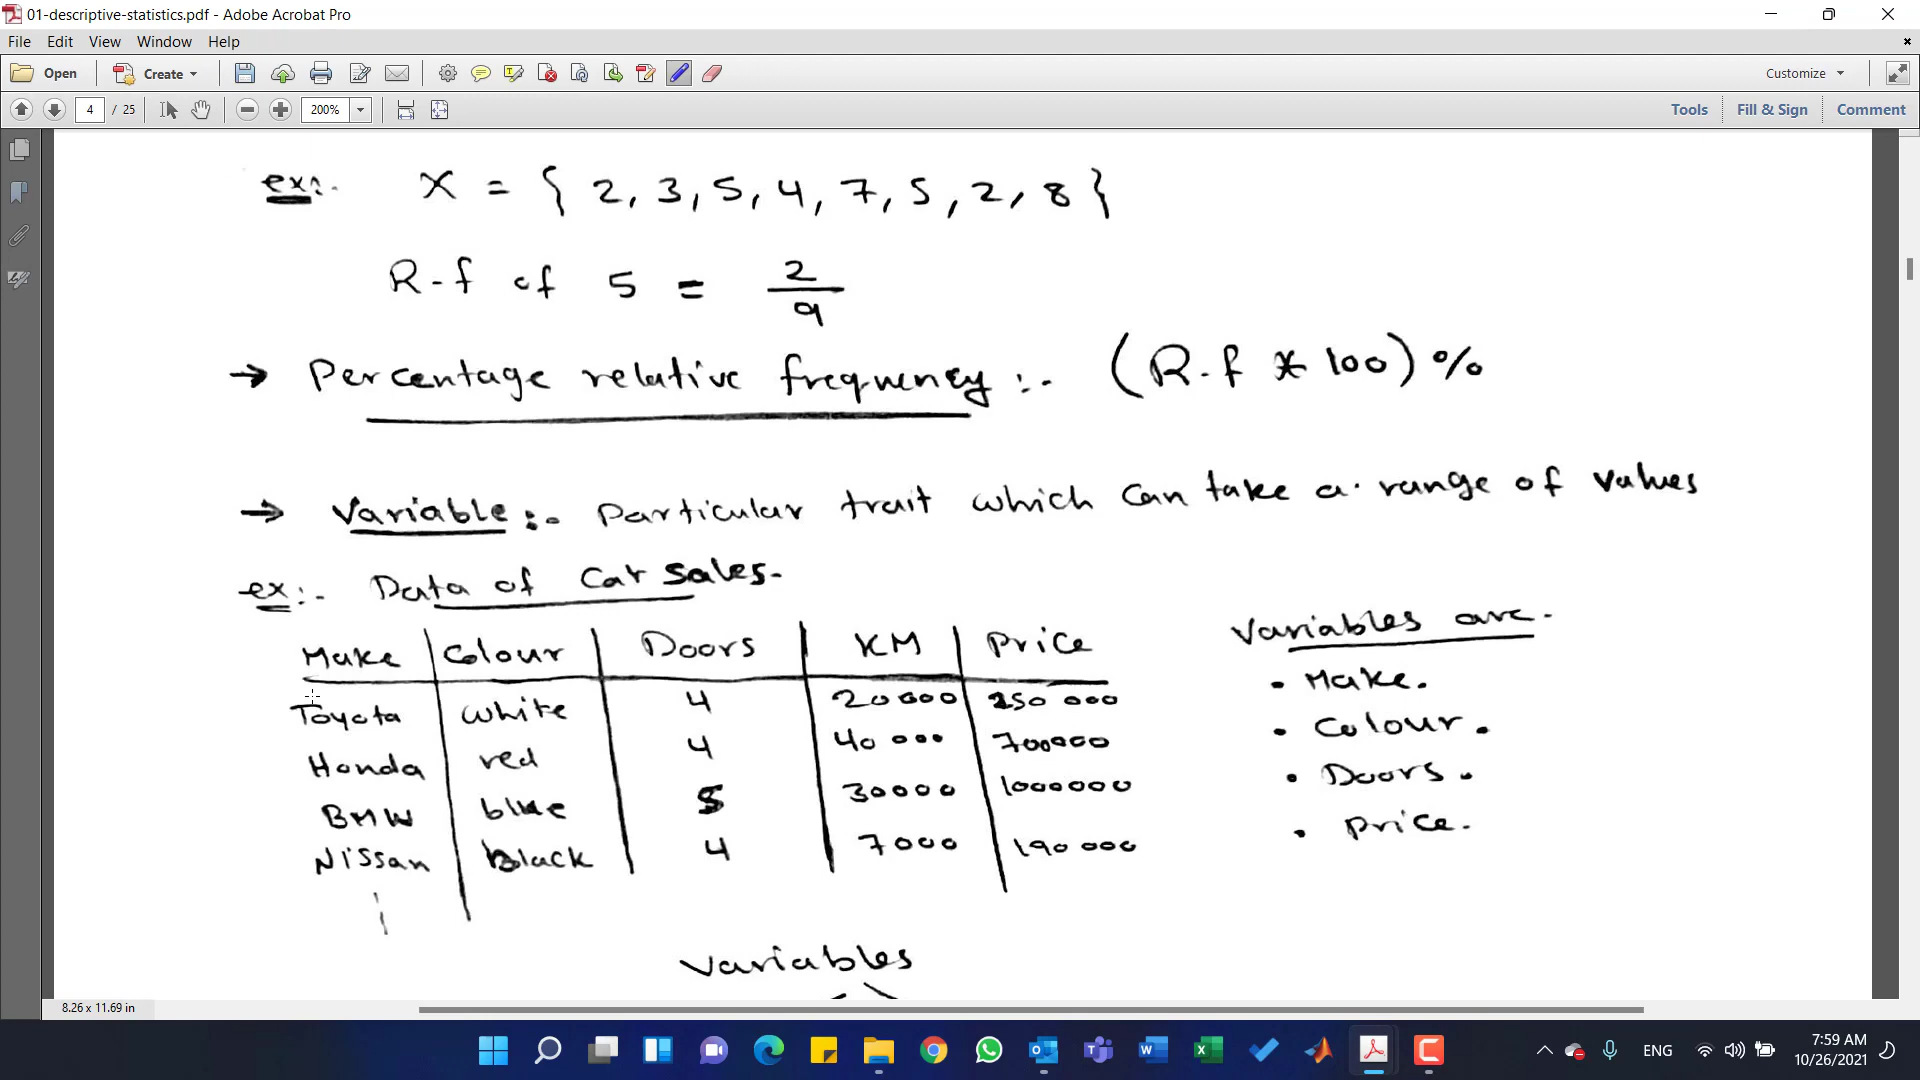 01-descriptive-statistics.pdf - Adobe Acrobat Pro
File Edit View Window Help
Open Create Customize
4 / 25 200% Tools Fill & Sign Comment
ex:- X = { 2, 3, 5, 4, 7, 5, 2, 8 }
R-f of 5 = 2/9
→ Percentage relative frequency :- (R-f * 100) %
→ Variable :- Particular trait which can take a range of values
ex:- Data of Car Sales.
Make Colour Doors KM Price
Toyota white 4 20000 250 000
Honda red 4 40 000 700000
BMW blue 5 30000 1000000
Nissan black 4 7000 190 000
Variables are.
• Make.
• Colour.
• Doors.
• Price.
Variables
8.26 x 11.69 in
ENG
7:59 AM
10/26/2021